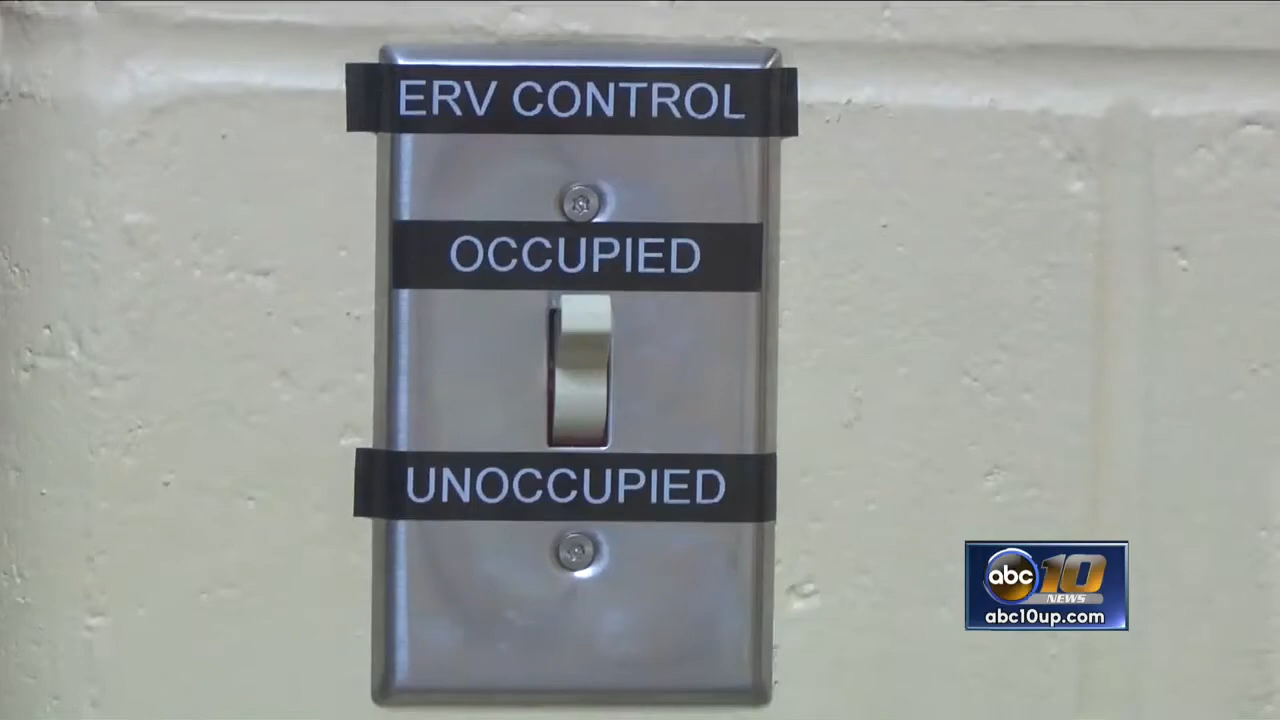 ERV CONTROL
OCCUPIED
UNOCCUPIED
abc 10
NEWS
abc10up.com